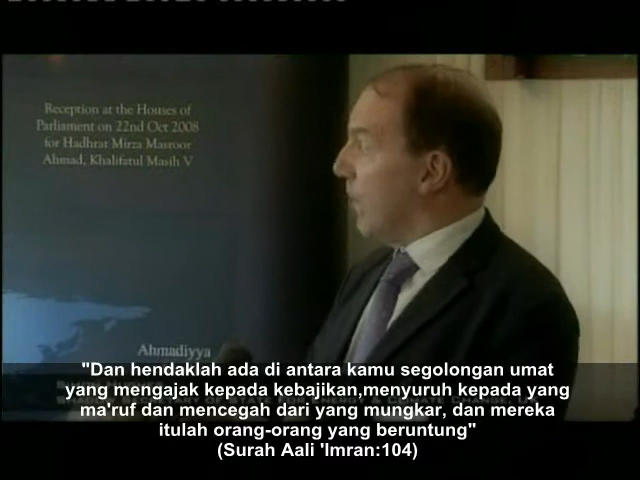 Reception at the Houses of
Parliament on 22nd Oct 2008
for Hadhrat Mirza Masroor
Ahmad, Khalifatul Masih V
Ahmadiyya
"Dan hendaklah ada di antara kamu segolongan umat
yang mengajak kepada kebajikan,menyuruh kepada yang
ma'ruf dan mencegah dari yang mungkar, dan mereka
itulah orang-orang yang beruntung"
(Surah Aali 'Imran:104)